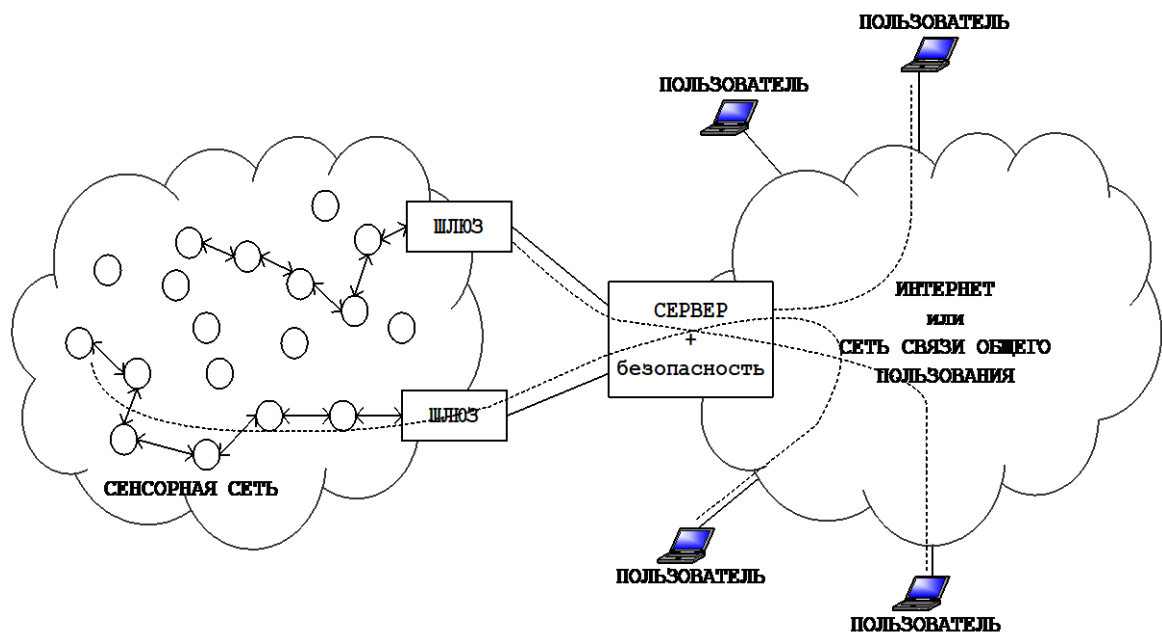 ПОЛЬЗОВАТЕЛЬ
ПОЛЬЗОВАТЕЛЬ
ШЛЮЗ
СЕРВЕР
+
безопасность
ИНТЕРНЕТ
или
СЕТЬ СВЯЗИ ОБЩЕГО
ПОЛЬЗОВАНИЯ
ШЛЮЗ
СЕНСОРНАЯ СЕТЬ
ПОЛЬЗОВАТЕЛЬ
ПОЛЬЗОВАТЕЛЬ